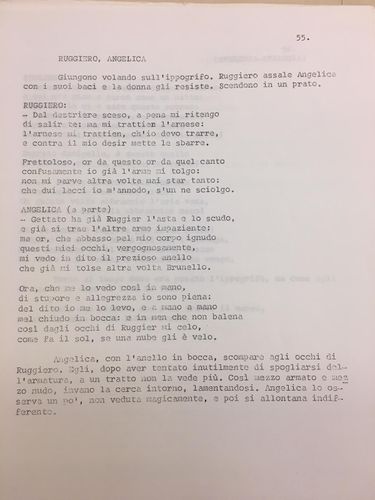 55.
RUGGIERO, ANGELICA
Giungono volando sull'ippogrifo. Ruggiero assale Angelica
con i suoi baci e la donna gli resiste. Scendono in un prato.
RUGGIERO:
- Dal destriere sceso, a pena mi ritengo
di salir te: ma mi trattien l'arnese:
l'arnese mi trattien, ch'io devo trarre,
e contra il mio desir mette le sbarre.
Frettoloso, or da questo or da quel canto
confusamente io già l'arme mi tolgo:
non mi parve altra volta mai star tanto:
che dui lacci io m'annodo, s'un ne sciolgo.
ANGELICA (a parte)
- Gettato ha già Ruggier l'asta e lo scudo,
e già si trae l'altre arme impaziente:
ma or, che abbasso pel mio corpo ignudo
questi miei occhi, vergognosamente,
mi vedo in dito il prezioso anello
che già mi tolse altra volta Brunello.
Ora, che me lo vedo così in mano,
di stupore e allegrezza io sono piena:
del dito io me lo levo, e a mano a mano
mel chiudo in bocca: e in men che non balena
così dagli occhi di Ruggier mi celo,
come fa il sol, se una nube gli è velo.
Angelica, con l'anello in bocca, scompare agli occhi di
Ruggiero. Egli, dopo aver tentato inutilmente di spogliarsi del-
l'armatura, a un tratto non la vede più. Così mezzo armato e mez
zo nudo, invano la cerca intorno, lamentandosi. Angelica lo os-
serva un po', non veduta magicamente, e poi si allontana indif-
ferente.